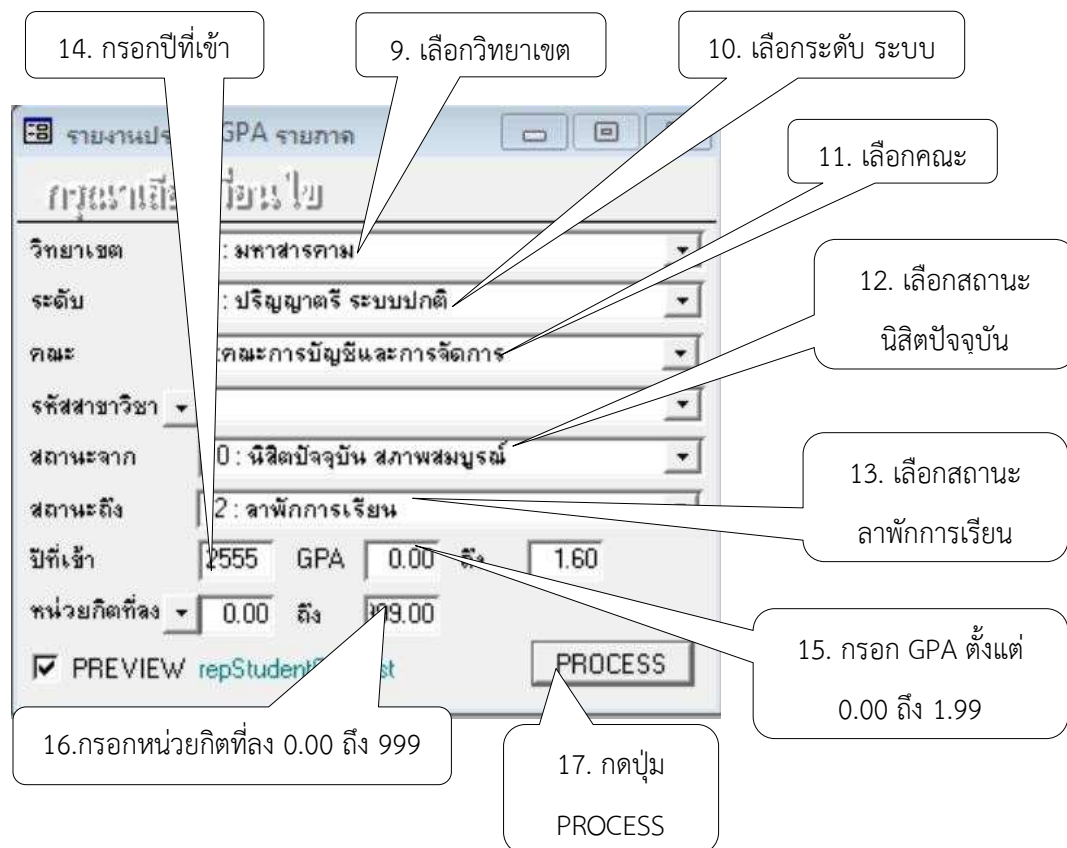 14. กรอกปีที่เข้า
9. เลือกวิทยาเขต
10. เลือกระดับ ระบบ
GPA รายภาค
11. เลือกคณะ
วิทยาเขต : มหาสารคาม
12. เลือกสถานะ
นิสิตปัจจุบัน
ระดับ : ปริญญาตรี ระบบปกติ
คณะ :คณะการบัญชีและการจัดการ
รหัสสาขาวิชา
สถานะจาก 0 : นิสิตปัจจุบัน สภาพสมบูรณ์
13. เลือกสถานะ
ลาพักการเรียน
สถานะถึง 2 : ลาพักการเรียน
ปีที่เข้า 2555 GPA 0.00 ถึง 1.60
หน่วยกิตที่ลง 0.00 ถึง 999.00
15. กรอก GPA ตั้งแต่
0.00 ถึง 1.99
PREVIEW PROCESS
16.กรอกหน่วยกิตที่ลง 0.00 ถึง 999
17. กดปุ่ม
PROCESS